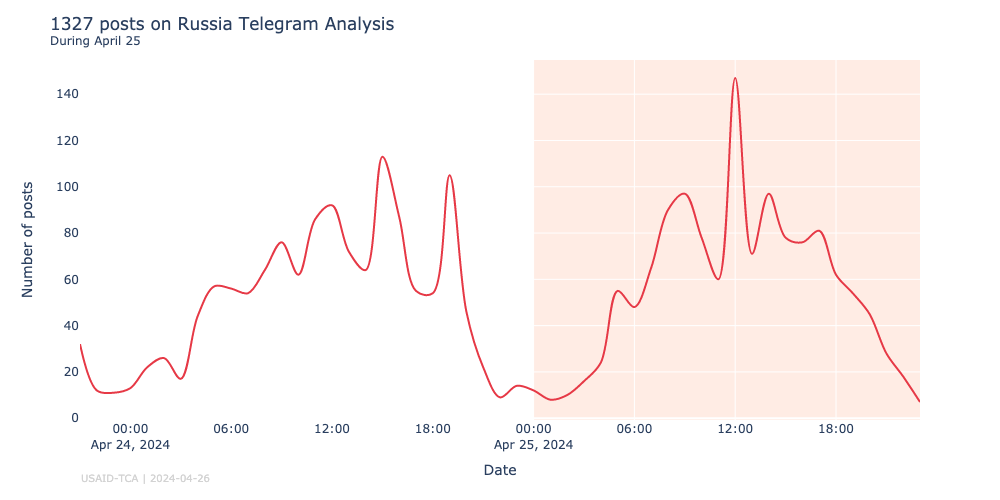 1327 posts on Russia Telegram Analysis
During April 25
Number of posts
140
120
100
80
60
40
20
0
00:00 06:00 12:00 18:00 00:00 06:00 12:00 18:00
Apr 24, 2024 Apr 25, 2024
Date
USAID-TCA | 2024-04-26